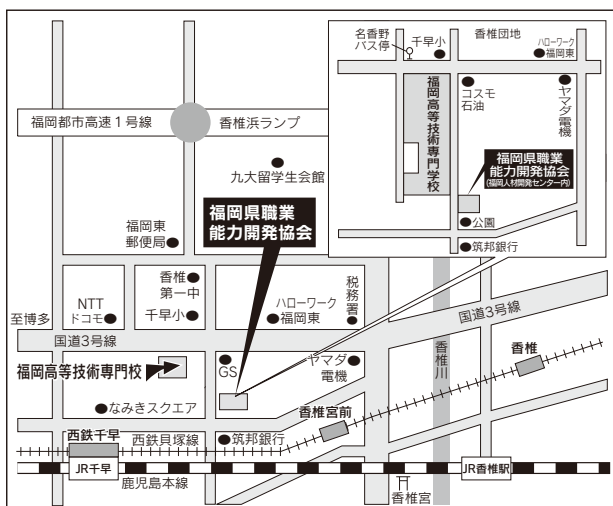 名香野
バス停
千早小
香椎団地
ハローワーク
福岡東
福岡高等技術専門学校
コスモ
石油
ヤマダ電機
福岡県職業
能力開発協会
(福岡人材開発センター内)
公園
筑邦銀行
福岡都市高速1号線
香椎浜ランプ
九大留学生会館
福岡県職業
能力開発協会
福岡東
郵便局
香椎
第一中
NTT
ドコモ
千早小
ハローワーク
福岡東
税務署
至博多
国道3号線
国道3号線
福岡高等技術専門校
GS
ヤマダ
電機
香椎川
香椎
なみきスクエア
香椎宮前
西鉄千早
西鉄貝塚線
筑邦銀行
JR千早
JR香椎駅
鹿児島本線
香椎宮